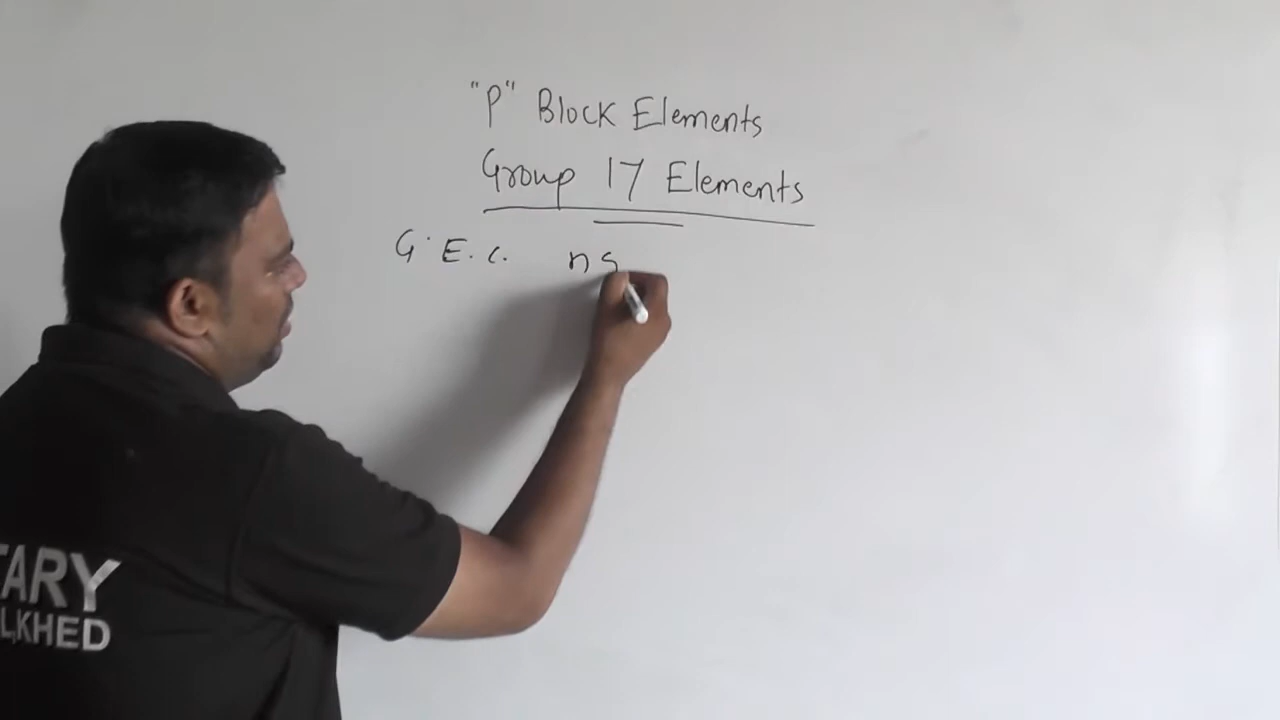 "P" Block Elements
Group 17 Elements
G.E.C. ns
TARY
LKHED